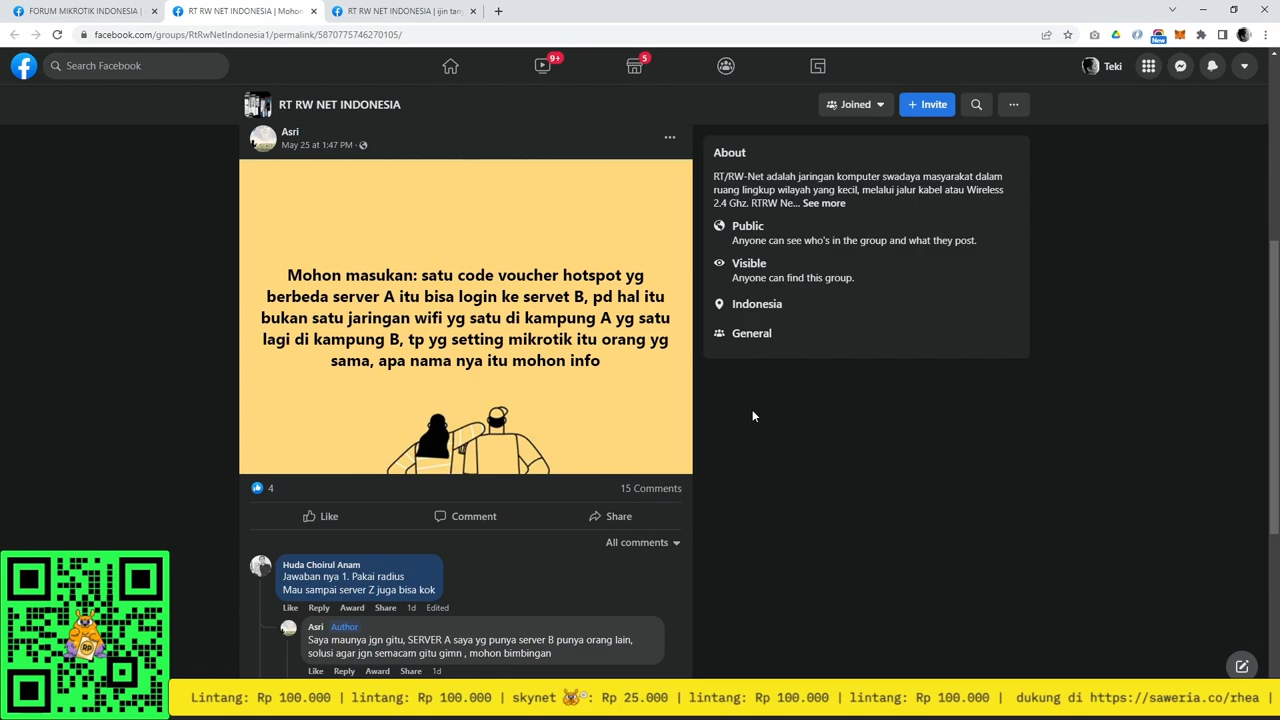 FORUM MIKROTIK INDONESIA |
RT RW NET INDONESIA | Mohon
RT RW NET INDONESIA | ijin tan
facebook.com/groups/RtRwNetIndonesia1/permalink/5870775746270105/
New
Search Facebook
9+
5
Teki
RT RW NET INDONESIA
Joined
+ Invite
Asri
May 25 at 1:47 PM
Mohon masukan: satu code voucher hotspot yg
berbeda server A itu bisa login ke servet B, pd hal itu
bukan satu jaringan wifi yg satu di kampung A yg satu
lagi di kampung B, tp yg setting mikrotik itu orang yg
sama, apa nama nya itu mohon info
4
15 Comments
Like
Comment
Share
All comments
Huda Choirul Anam
Jawaban nya 1. Pakai radius
Mau sampai server Z juga bisa kok
Like Reply Award Share 1d Edited
Asri Author
Saya maunya jgn gitu, SERVER A saya yg punya server B punya orang lain,
solusi agar jgn semacam gitu gimn , mohon bimbingan
Like Reply Award Share 1d
About
RT/RW-Net adalah jaringan komputer swadaya masyarakat dalam
ruang lingkup wilayah yang kecil, melalui jalur kabel atau Wireless
2.4 Ghz. RTRW Ne... See more
Public
Anyone can see who's in the group and what they post.
Visible
Anyone can find this group.
Indonesia
General
Lintang: Rp 100.000 | lintang: Rp 100.000 | skynet : Rp 25.000 | lintang: Rp 100.000 | lintang: Rp 100.000 | dukung di https://saweria.co/rhea |